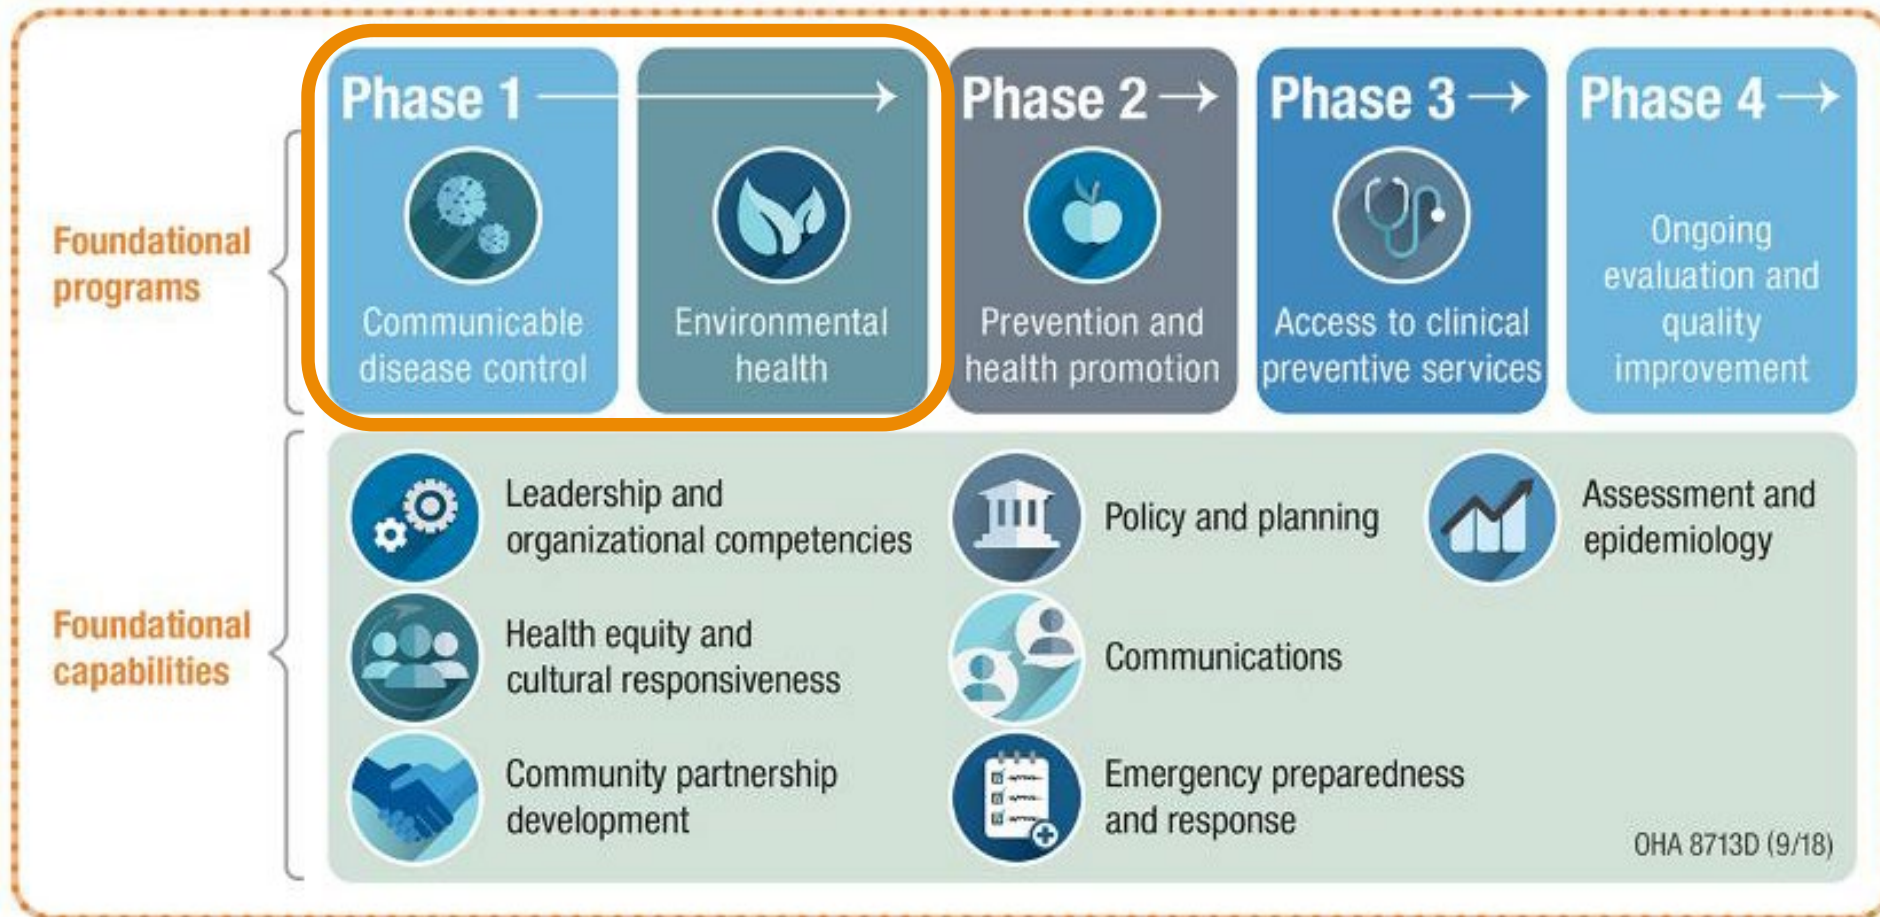 Foundational
programs
Phase 1
Communicable
disease control
Environmental
health
Phase 2
Prevention and
health promotion
Phase 3
Access to clinical
preventive services
Phase 4
Ongoing
evaluation and
quality
improvement
Foundational
capabilities
Leadership and
organizational competencies
Health equity and
cultural responsiveness
Community partnership
development
Policy and planning
Communications
Emergency preparedness
and response
Assessment and
epidemiology
OHA 8713D (9/18)